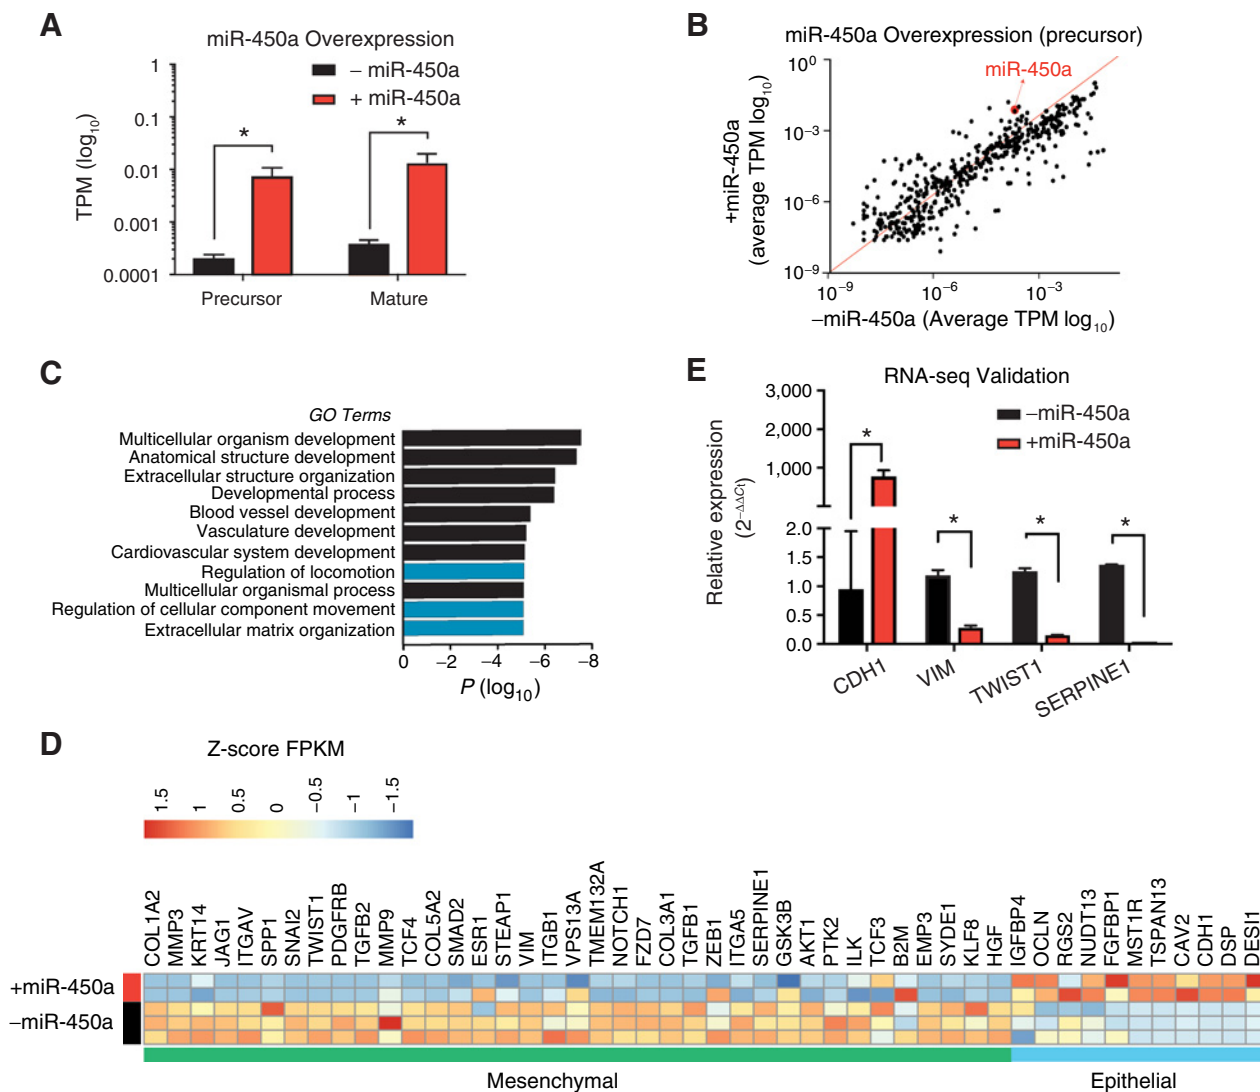 A
miR-450a Overexpression
− miR-450a
+ miR-450a
TPM (log10)
1
0.1
0.01
0.001
0.0001
*
*
Precursor
Mature
B
miR-450a Overexpression (precursor)
miR-450a
+miR-450a
(average TPM log10)
10^0
10^−3
10^−6
10^−9
10^−9
10^−6
10^−3
−miR-450a (Average TPM log10)
C
GO Terms
Multicellular organism development
Anatomical structure development
Extracellular structure organization
Developmental process
Blood vessel development
Vasculature development
Cardiovascular system development
Regulation of locomotion
Multicellular organismal process
Regulation of cellular component movement
Extracellular matrix organization
0 −2 −4 −6 −8
P (log10)
E
RNA-seq Validation
−miR-450a
+miR-450a
Relative expression
(2^−ΔΔCt)
3,000
2,000
1,000
2.0
1.5
1.0
0.5
0.0
*
*
*
*
CDH1
VIM
TWIST1
SERPINE1
D
Z-score FPKM
1.5
1
0.5
0
−0.5
−1
−1.5
COL1A2
MMP3
KRT14
JAG1
ITGAV
SPP1
SNAI2
TWIST1
PDGFRB
TGFB2
MMP9
TCF4
COL5A2
SMAD2
ESR1
STEAP1
VIM
ITGB1
VPS13A
TMEM132A
NOTCH1
FZD7
COL3A1
TGFB1
ZEB1
ITGA5
SERPINE1
GSK3B
AKT1
PTK2
ILK
TCF3
B2M
EMP3
SYDE1
KLF8
HGF
IGFBP4
OCLN
RGS2
NUDT13
FGFBP1
MST1R
TSPAN13
CAV2
CDH1
DSP
DESI1
+miR-450a
−miR-450a
Mesenchymal
Epithelial